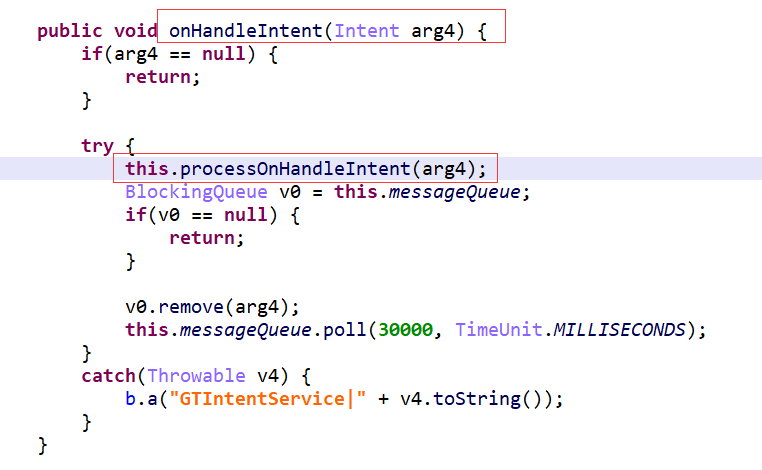 public void onHandleIntent(Intent arg4) {
    if(arg4 == null) {
        return;
    }

    try {
        this.processOnHandleIntent(arg4);
        BlockingQueue v0 = this.messageQueue;
        if(v0 == null) {
            return;
        }

        v0.remove(arg4);
        this.messageQueue.poll(30000, TimeUnit.MILLISECONDS);
    }
    catch(Throwable v4) {
        b.a("GTIntentService|" + v4.toString());
    }
}